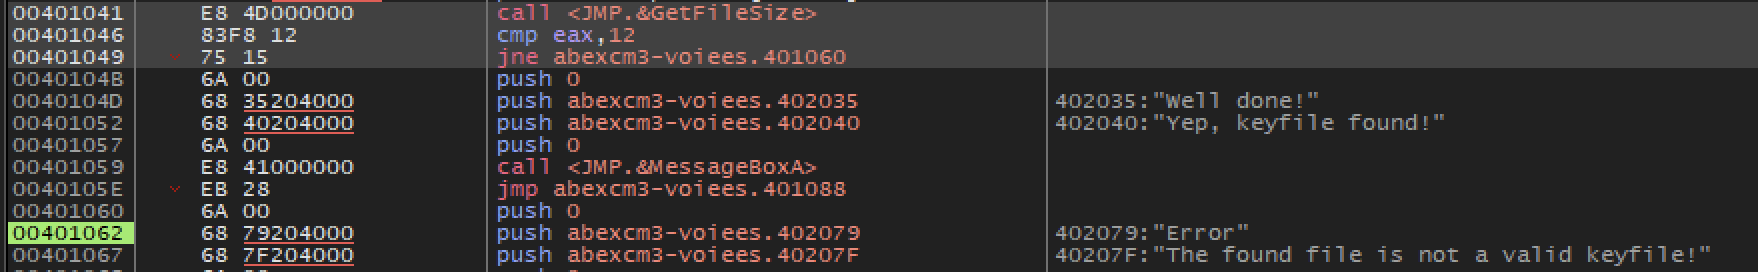 00401041 E8 4D000000 call <JMP.&GetFileSize>
00401046 83F8 12 cmp eax,12
00401049 75 15 jne abexcm3-voiees.401060
0040104B 6A 00 push 0
0040104D 68 35204000 push abexcm3-voiees.402035 402035:"Well done!"
00401052 68 40204000 push abexcm3-voiees.402040 402040:"Yep, keyfile found!"
00401057 6A 00 push 0
00401059 E8 41000000 call <JMP.&MessageBoxA>
0040105E EB 28 jmp abexcm3-voiees.401088
00401060 6A 00 push 0
00401062 68 79204000 push abexcm3-voiees.402079 402079:"Error"
00401067 68 7F204000 push abexcm3-voiees.40207F 40207F:"The found file is not a valid keyfile!"